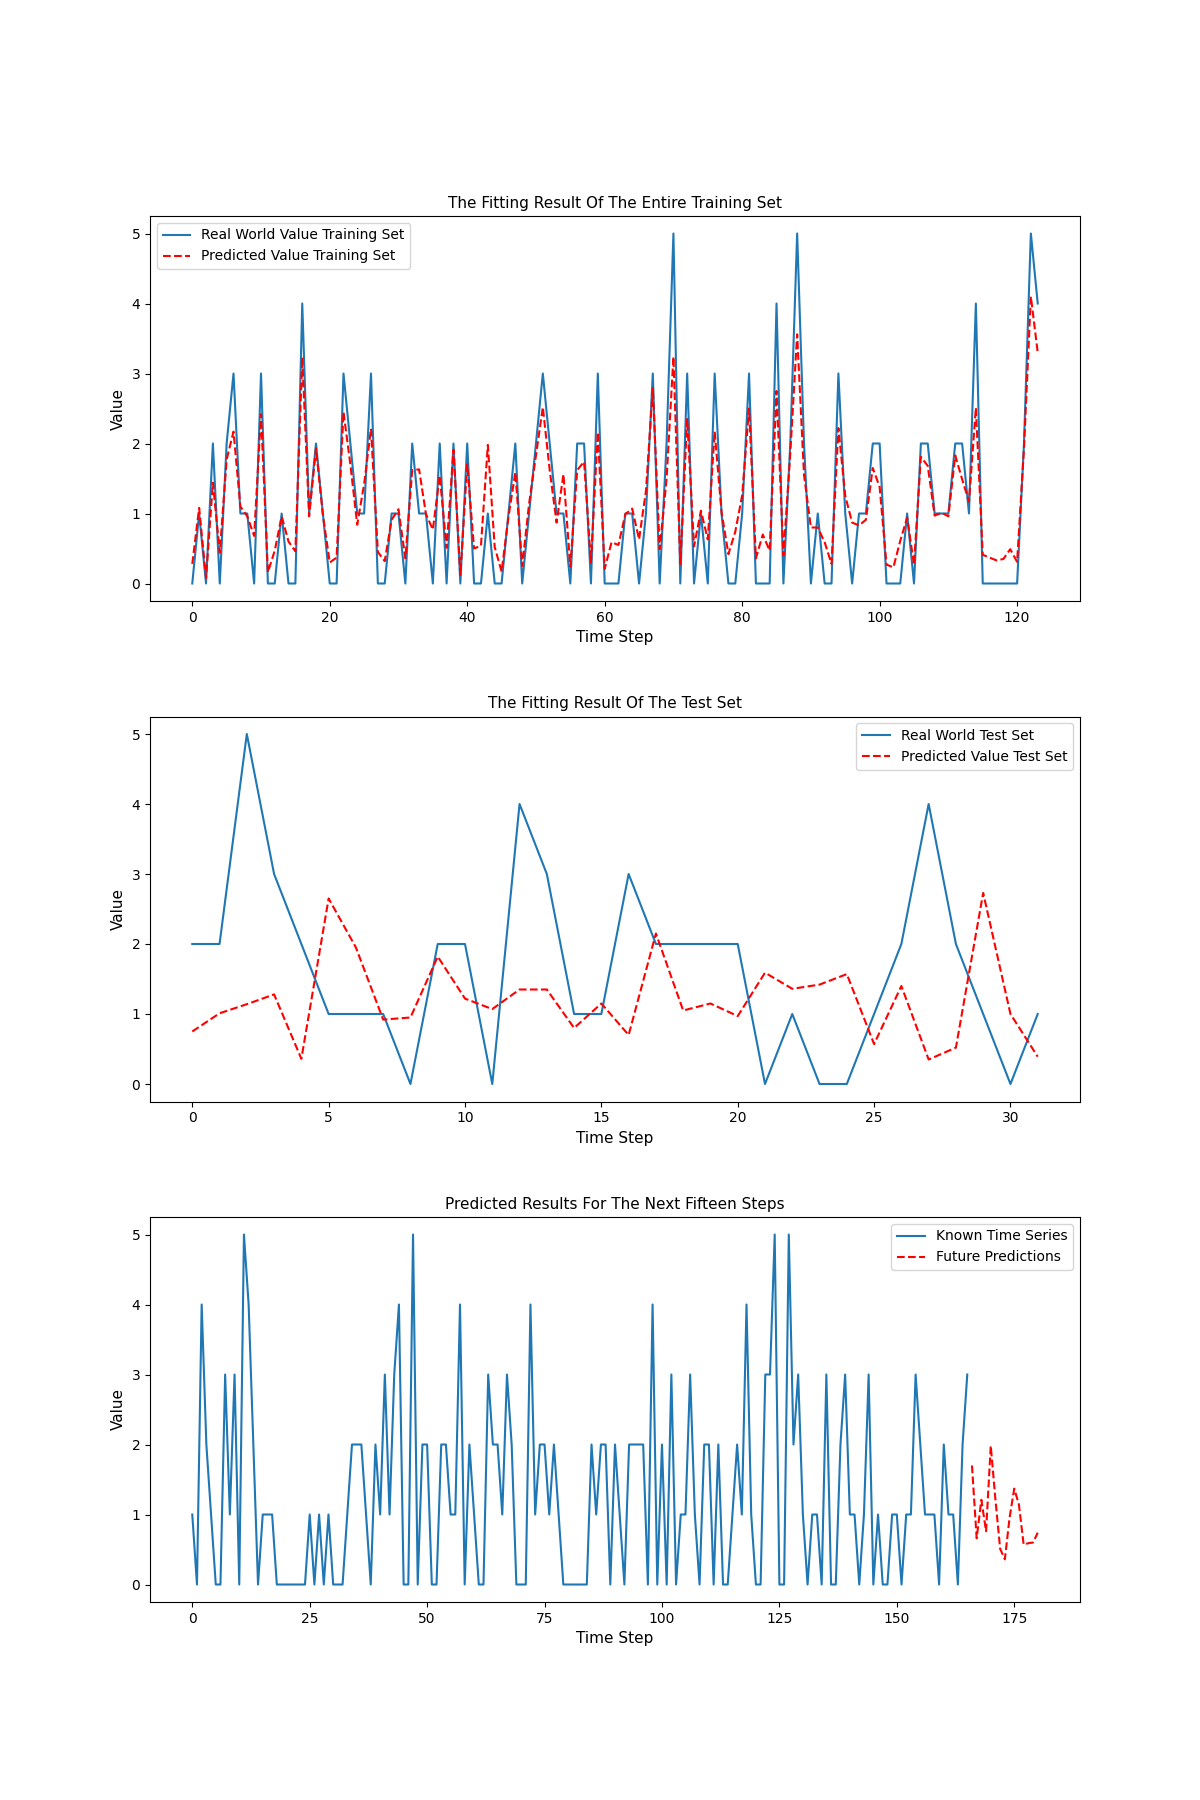 The Fitting Result Of The Entire Training Set
Real World Value Training Set
Predicted Value Training Set
Value
5
4
3
2
1
0
0 20 40 60 80 100 120
Time Step
The Fitting Result Of The Test Set
Real World Test Set
Predicted Value Test Set
Value
5
4
3
2
1
0
0 5 10 15 20 25 30
Time Step
Predicted Results For The Next Fifteen Steps
Known Time Series
Future Predictions
Value
5
4
3
2
1
0
0 25 50 75 100 125 150 175
Time Step